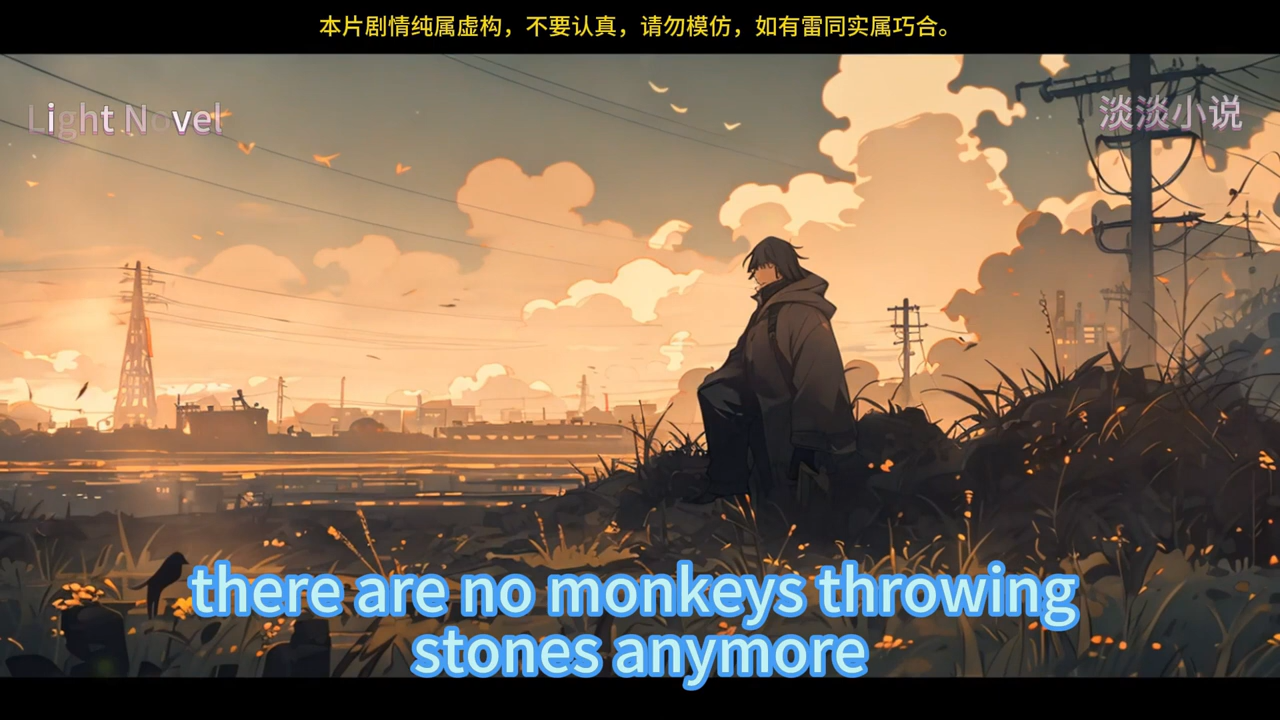 本片剧情纯属虚构，不要认真，请勿模仿，如有雷同实属巧合。
Light Novel
淡淡小说
there are no monkeys throwing
stones anymore